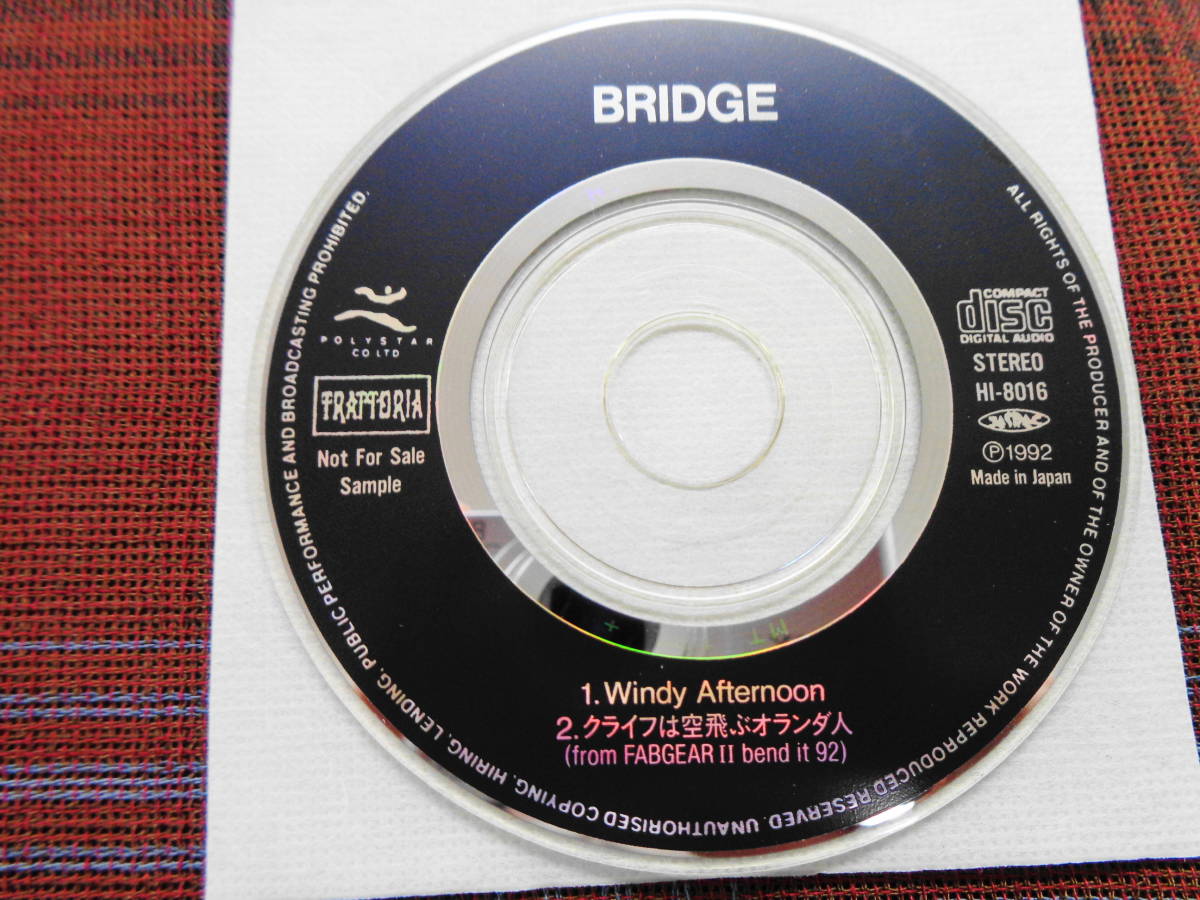 BRIDGE
POLYSTAR
CO LTD
TRATTORIA
Not For Sale
Sample
COMPACT
disc
DIGITAL AUDIO
STEREO
HI-8016
Ⓟ1992
Made in Japan
1. Windy Afternoon
2. クライフは空飛ぶオランダ人
(from FABGEAR II bend it 92)
ALL RIGHTS OF THE PRODUCER AND OF THE OWNER OF THE WORK REPRODUCED RESERVED. UNAUTHORISED COPYING. HIRING. LENDING. PUBLIC PERFORMANCE AND BROADCASTING PROHIBITED.